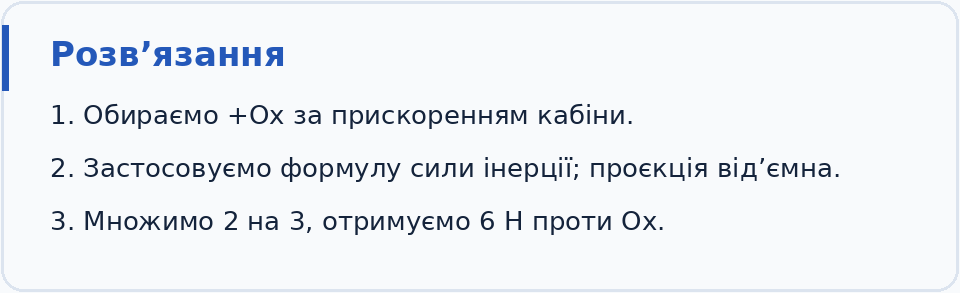 Розв’язання
1. Обираємо +Ox за прискоренням кабіни.
2. Застосовуємо формулу сили інерції; проєкція від’ємна.
3. Множимо 2 на 3, отримуємо 6 Н проти Ox.